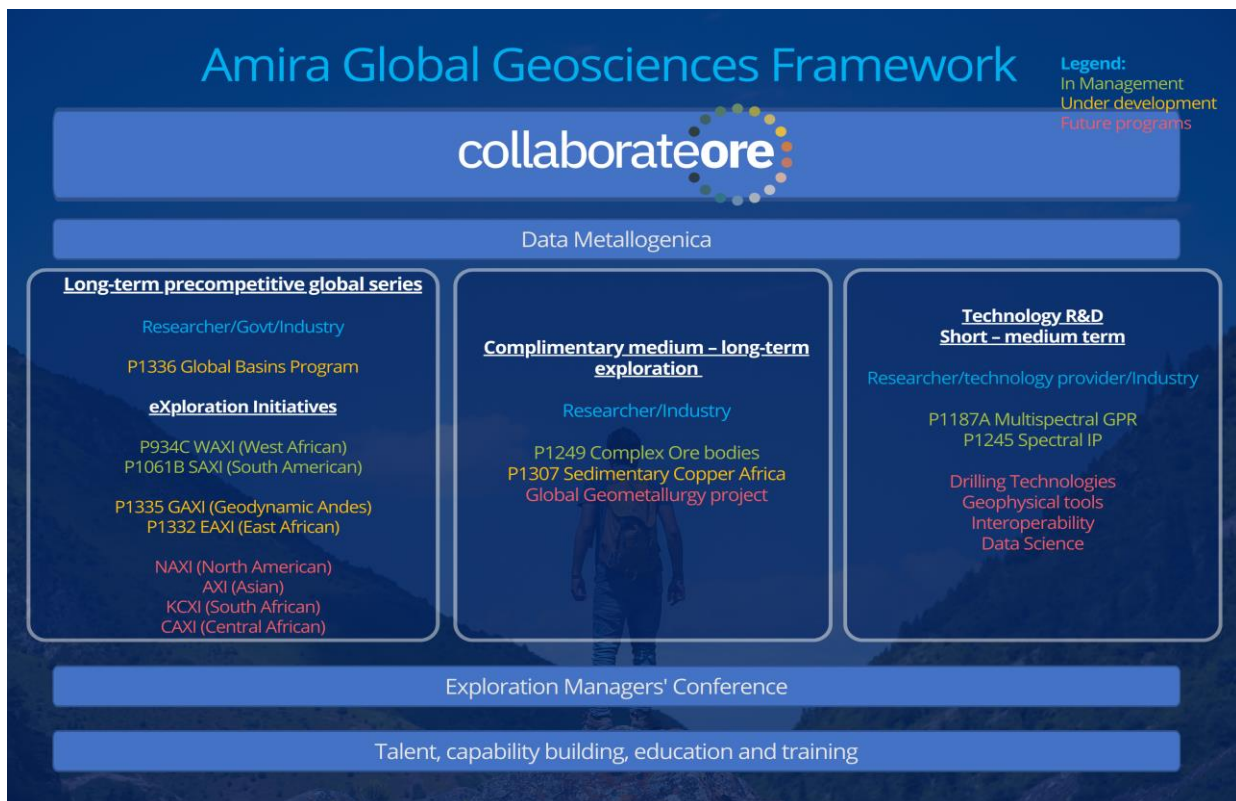 Amira Global Geosciences Framework
Legend:
In Management
Under development
Future programs
collaborateore
Data Metallogenica
Long-term precompetitive global series
Researcher/Govt/Industry
P1336 Global Basins Program
eXploration Initiatives
P934C WAXI (West African)
P1061B SAXI (South American)
P1335 GAXI (Geodynamic Andes)
P1332 EAXI (East African)
NAXI (North American)
AXI (Asian)
KCXI (South African)
CAXI (Central African)
Complimentary medium – long-term
exploration
Researcher/Industry
P1249 Complex Ore bodies
P1307 Sedimentary Copper Africa
Global Geometallurgy project
Technology R&D
Short – medium term
Researcher/technology provider/Industry
P1187A Multispectral GPR
P1245 Spectral IP
Drilling Technologies
Geophysical tools
Interoperability
Data Science
Exploration Managers' Conference
Talent, capability building, education and training